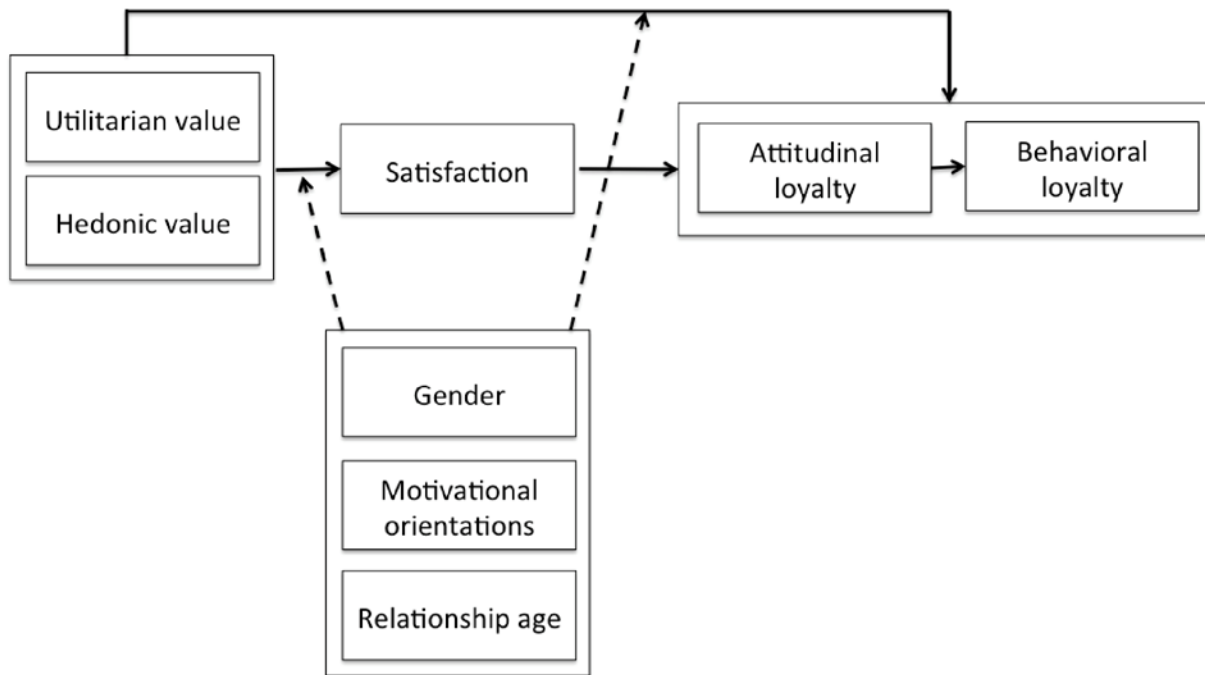 Utilitarian value
Hedonic value
Satisfaction
Attitudinal
loyalty
Behavioral
loyalty
Gender
Motivational
orientations
Relationship age